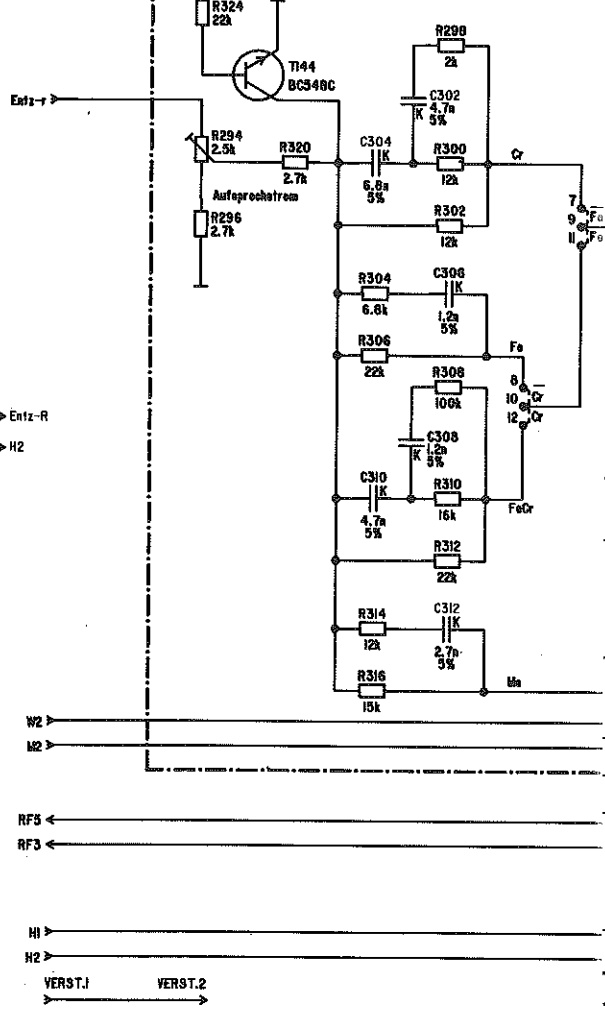 R324
22k
T144
BC548C
R298
2k
C302
K
4.7n
5%
Entz-r
R294
2.5k
R320
2.7k
C304
K
6.8n
5%
R300
12k
Cr
Aufsprechstrom
R296
2.7k
R302
12k
7
9
11
Fe
R304
6.8k
C306
K
1.2n
5%
R306
22k
Fe
8
10
12
Cr
Cr
R308
100k
Entz-R
H2
C308
K
1.2n
5%
C310
K
4.7n
5%
R310
16k
FeCr
R312
22k
R314
12k
C312
K
2.7n
5%
R316
15k
W2
M2
RF5
RF3
H1
H2
VERST.1 VERST.2